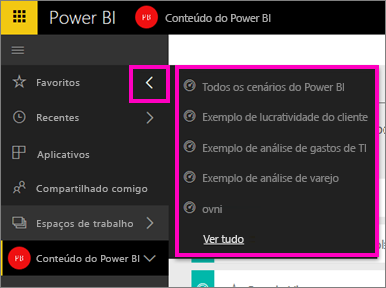 Power BI PB Conteúdo do Power BI
Favoritos
Recentes
Aplicativos
Compartilhado comigo
Espaços de trabalho
PB Conteúdo do Power BI
Todos os cenários do Power BI
Exemplo de lucratividade do cliente
Exemplo de análise de gastos de TI
Exemplo de análise de varejo
ovni
Ver tudo